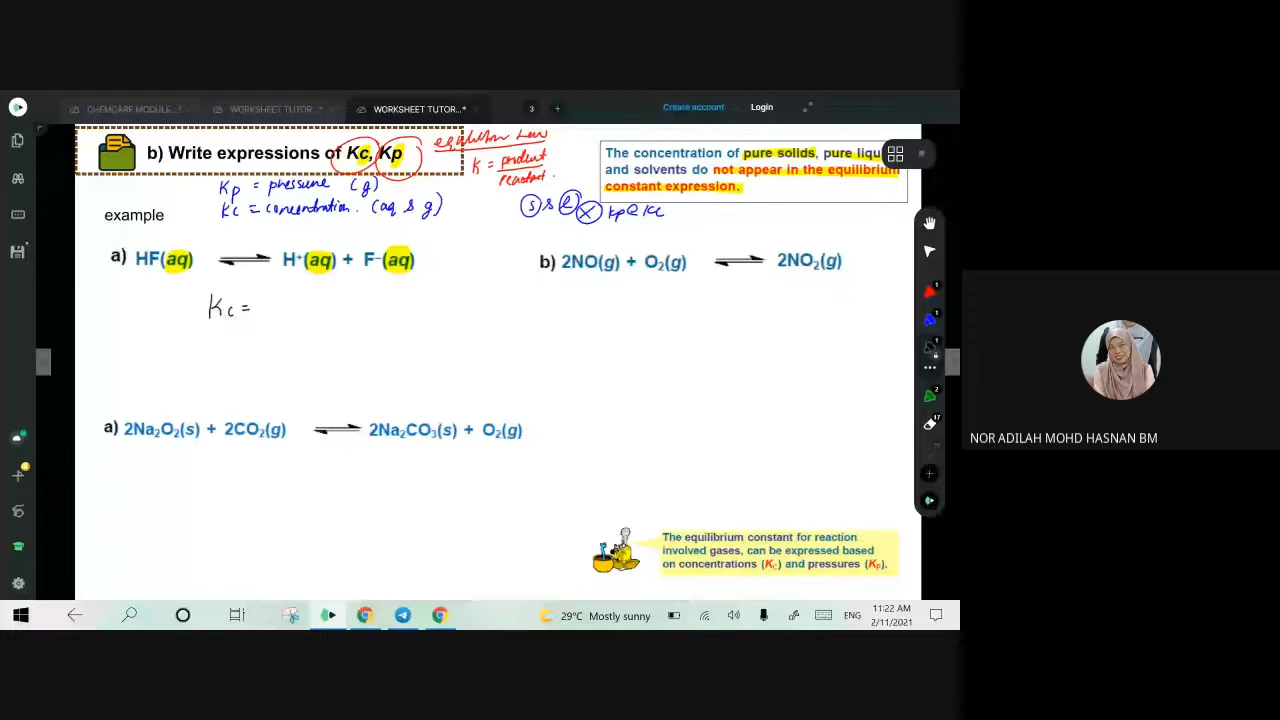 CHEMCARE MODULE...*
WORKSHEET TUTOR ...*
WORKSHEET TUTOR...*
3
+
Create account
Login
b) Write expressions of Kc, Kp
equilibrium Law
K = product
reactant
The concentration of pure solids, pure
and solvents do not appear in the equilibrium
constant expression.
Kp = pressure (g)
Kc = concentration (aq & g)
(s) & (l) X Kp @ Kc
example
a) HF(aq) ⇌ H⁺(aq) + F⁻(aq)
b) 2NO(g) + O₂(g) ⇌ 2NO₂(g)
Kc =
a) 2Na₂O₂(s) + 2CO₂(g) ⇌ 2Na₂CO₃(s) + O₂(g)
The equilibrium constant for reaction
involved gases, can be expressed based
on concentrations (KC) and pressures (KP).
NOR ADILAH MOHD HASNAN BM
29°C Mostly sunny
ENG
11:22 AM
2/11/2021